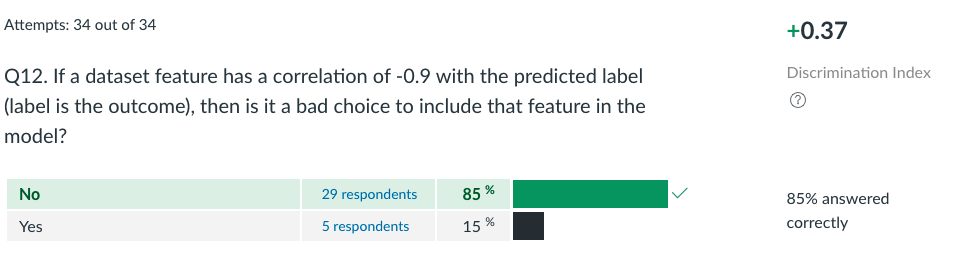 Attempts: 34 out of 34
+0.37
Discrimination Index
?
Q12. If a dataset feature has a correlation of -0.9 with the predicted label
(label is the outcome), then is it a bad choice to include that feature in the
model?
No 29 respondents 85 %
Yes 5 respondents 15 %
85% answered
correctly